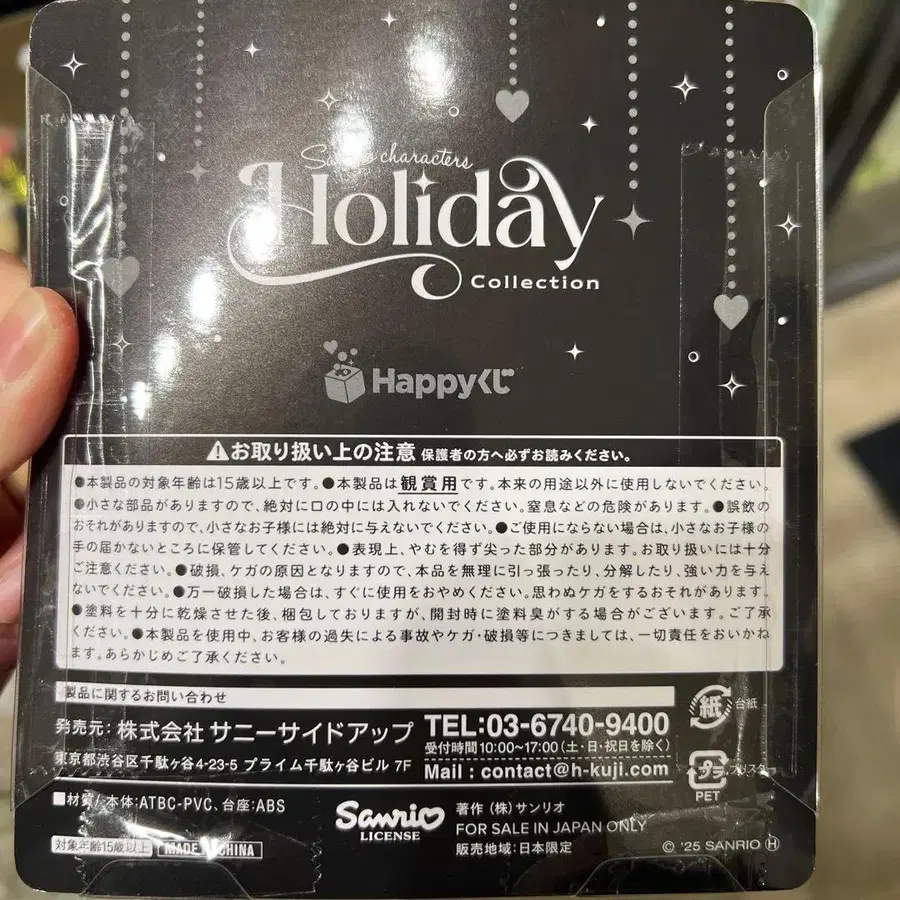 Sanrio characters
Holiday
Collection
Happyくじ
お取り扱い上の注意 保護者の方へ必ずお読みください。
●本製品の対象年齢は15歳以上です。●本製品は観賞用です。本来の用途以外に使用しないでください。
●小さな部品がありますので、絶対に口の中には入れないでください。窒息などの危険があります。●誤飲の
おそれがありますので、小さなお子様には絶対に与えないでください。●ご使用にならない場合は、小さなお子様の
手の届かないところに保管してください。●表現上、やむを得ず尖った部分があります。お取り扱いには十分
ご注意ください。●破損、ケガの原因となりますので、本品を無理に引っ張ったり、分解したり、強い力を与え
ないでください。●万一破損した場合は、すぐに使用をおやめください。思わぬケガをするおそれがあります。
●塗料を十分に乾燥させた後、梱包しておりますが、開封時に塗料臭がする場合がございます。ご了承
ください。●本製品を使用中、お客様の過失による事故やケガ・破損等につきましては、一切責任をおいかね
ます。あらかじめご了承ください。
製品に関するお問い合わせ
発売元：株式会社 サニーサイドアップ
東京都渋谷区千駄ヶ谷4-23-5 プライム千駄ヶ谷ビル 7F
TEL:03-6740-9400
受付時間10:00~17:00(土・日・祝日を除く)
Mail : contact@h-kuji.com
紙 台紙
プラ ブリスター
PET
■材質/本体:ATBC-PVC、台座:ABS
対象年齢15歳以上 MADE IN CHINA
Sanrio
LICENSE
著作 (株)サンリオ
FOR SALE IN JAPAN ONLY
販売地域:日本限定
© '25 SANRIO Ⓗ